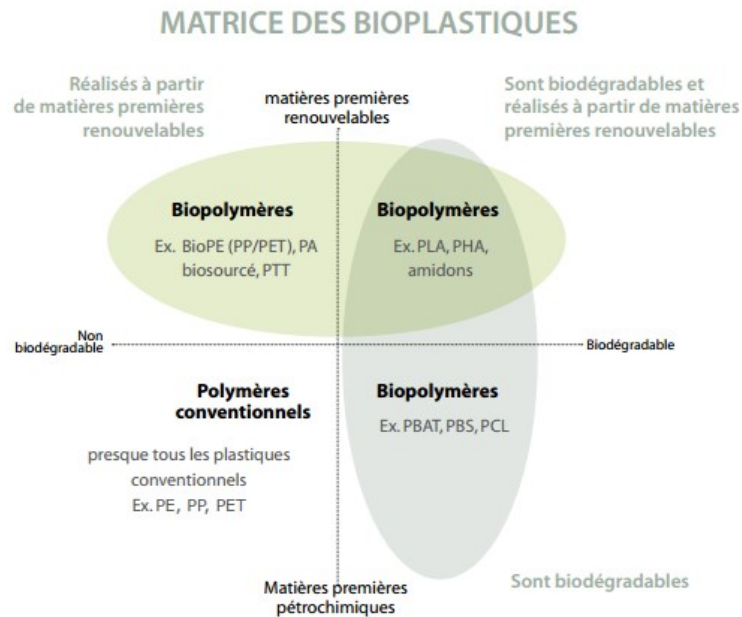 MATRICE DES BIOPLASTIQUES
Réalisés à partir
de matières premières
renouvelables
matières premières
renouvelables
Sont biodégradables et
réalisés à partir de matières
premières renouvelables
Biopolymères
Ex. BioPE (PP/PET), PA
biosourcé, PTT
Biopolymères
Ex. PLA, PHA,
amidons
Non
biodégradable
Biodégradable
Polymères
conventionnels
presque tous les plastiques
conventionnels
Ex. PE, PP, PET
Biopolymères
Ex. PBAT, PBS, PCL
Matières premières
pétrochimiques
Sont biodégradables